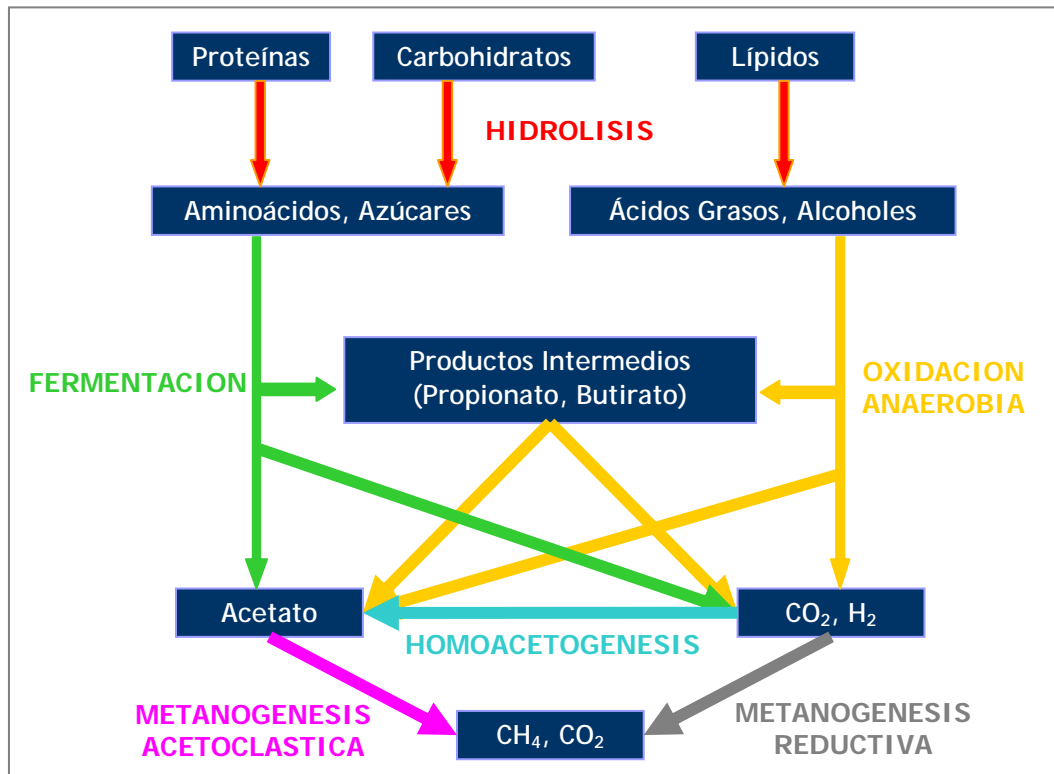 Proteínas
Carbohidratos
Lípidos
HIDROLISIS
Aminoácidos, Azúcares
Ácidos Grasos, Alcoholes
FERMENTACION
Productos Intermedios
(Propionato, Butirato)
OXIDACION
ANAEROBIA
Acetato
CO₂, H₂
HOMOACETOGENESIS
METANOGENESIS
ACETOCLASTICA
CH₄, CO₂
METANOGENESIS
REDUCTIVA